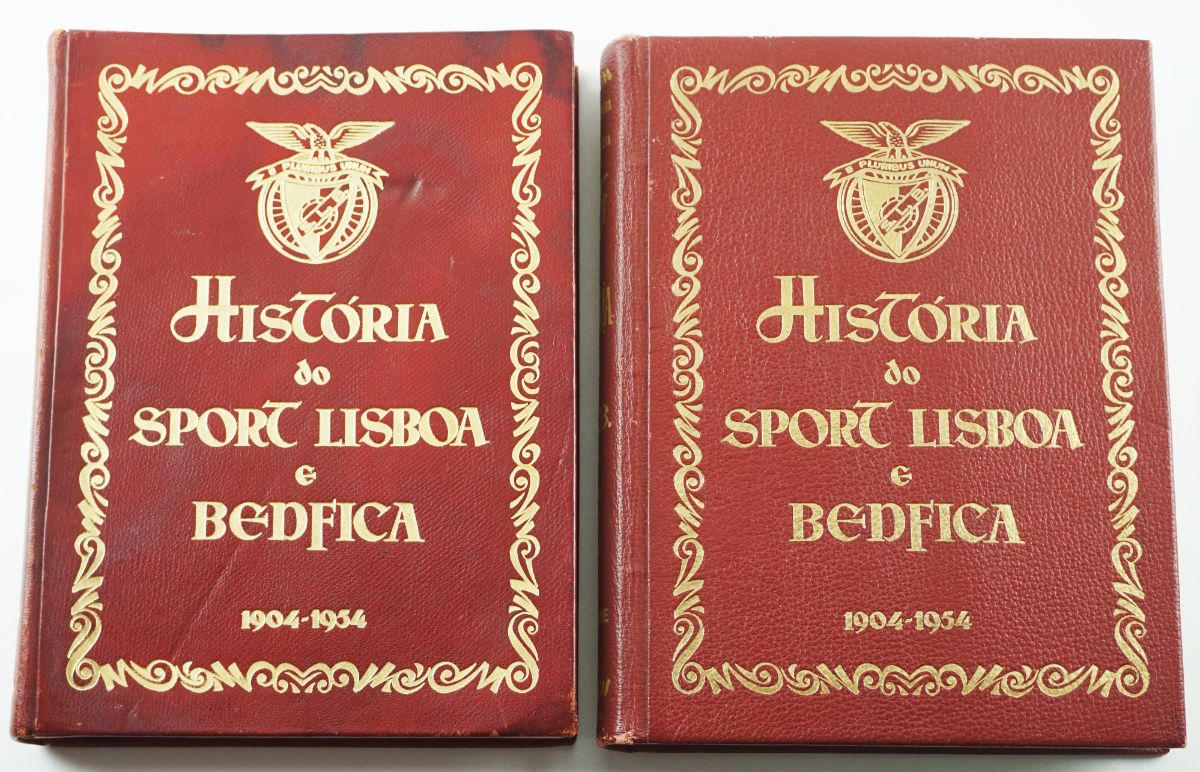 E PLURIBUS UNUM
HISTÓRIA
do
SPORT LISBOA
e
BENFICA
1904-1954
E PLURIBUS UNUM
HISTÓRIA
do
SPORT LISBOA
e
BENFICA
1904-1954